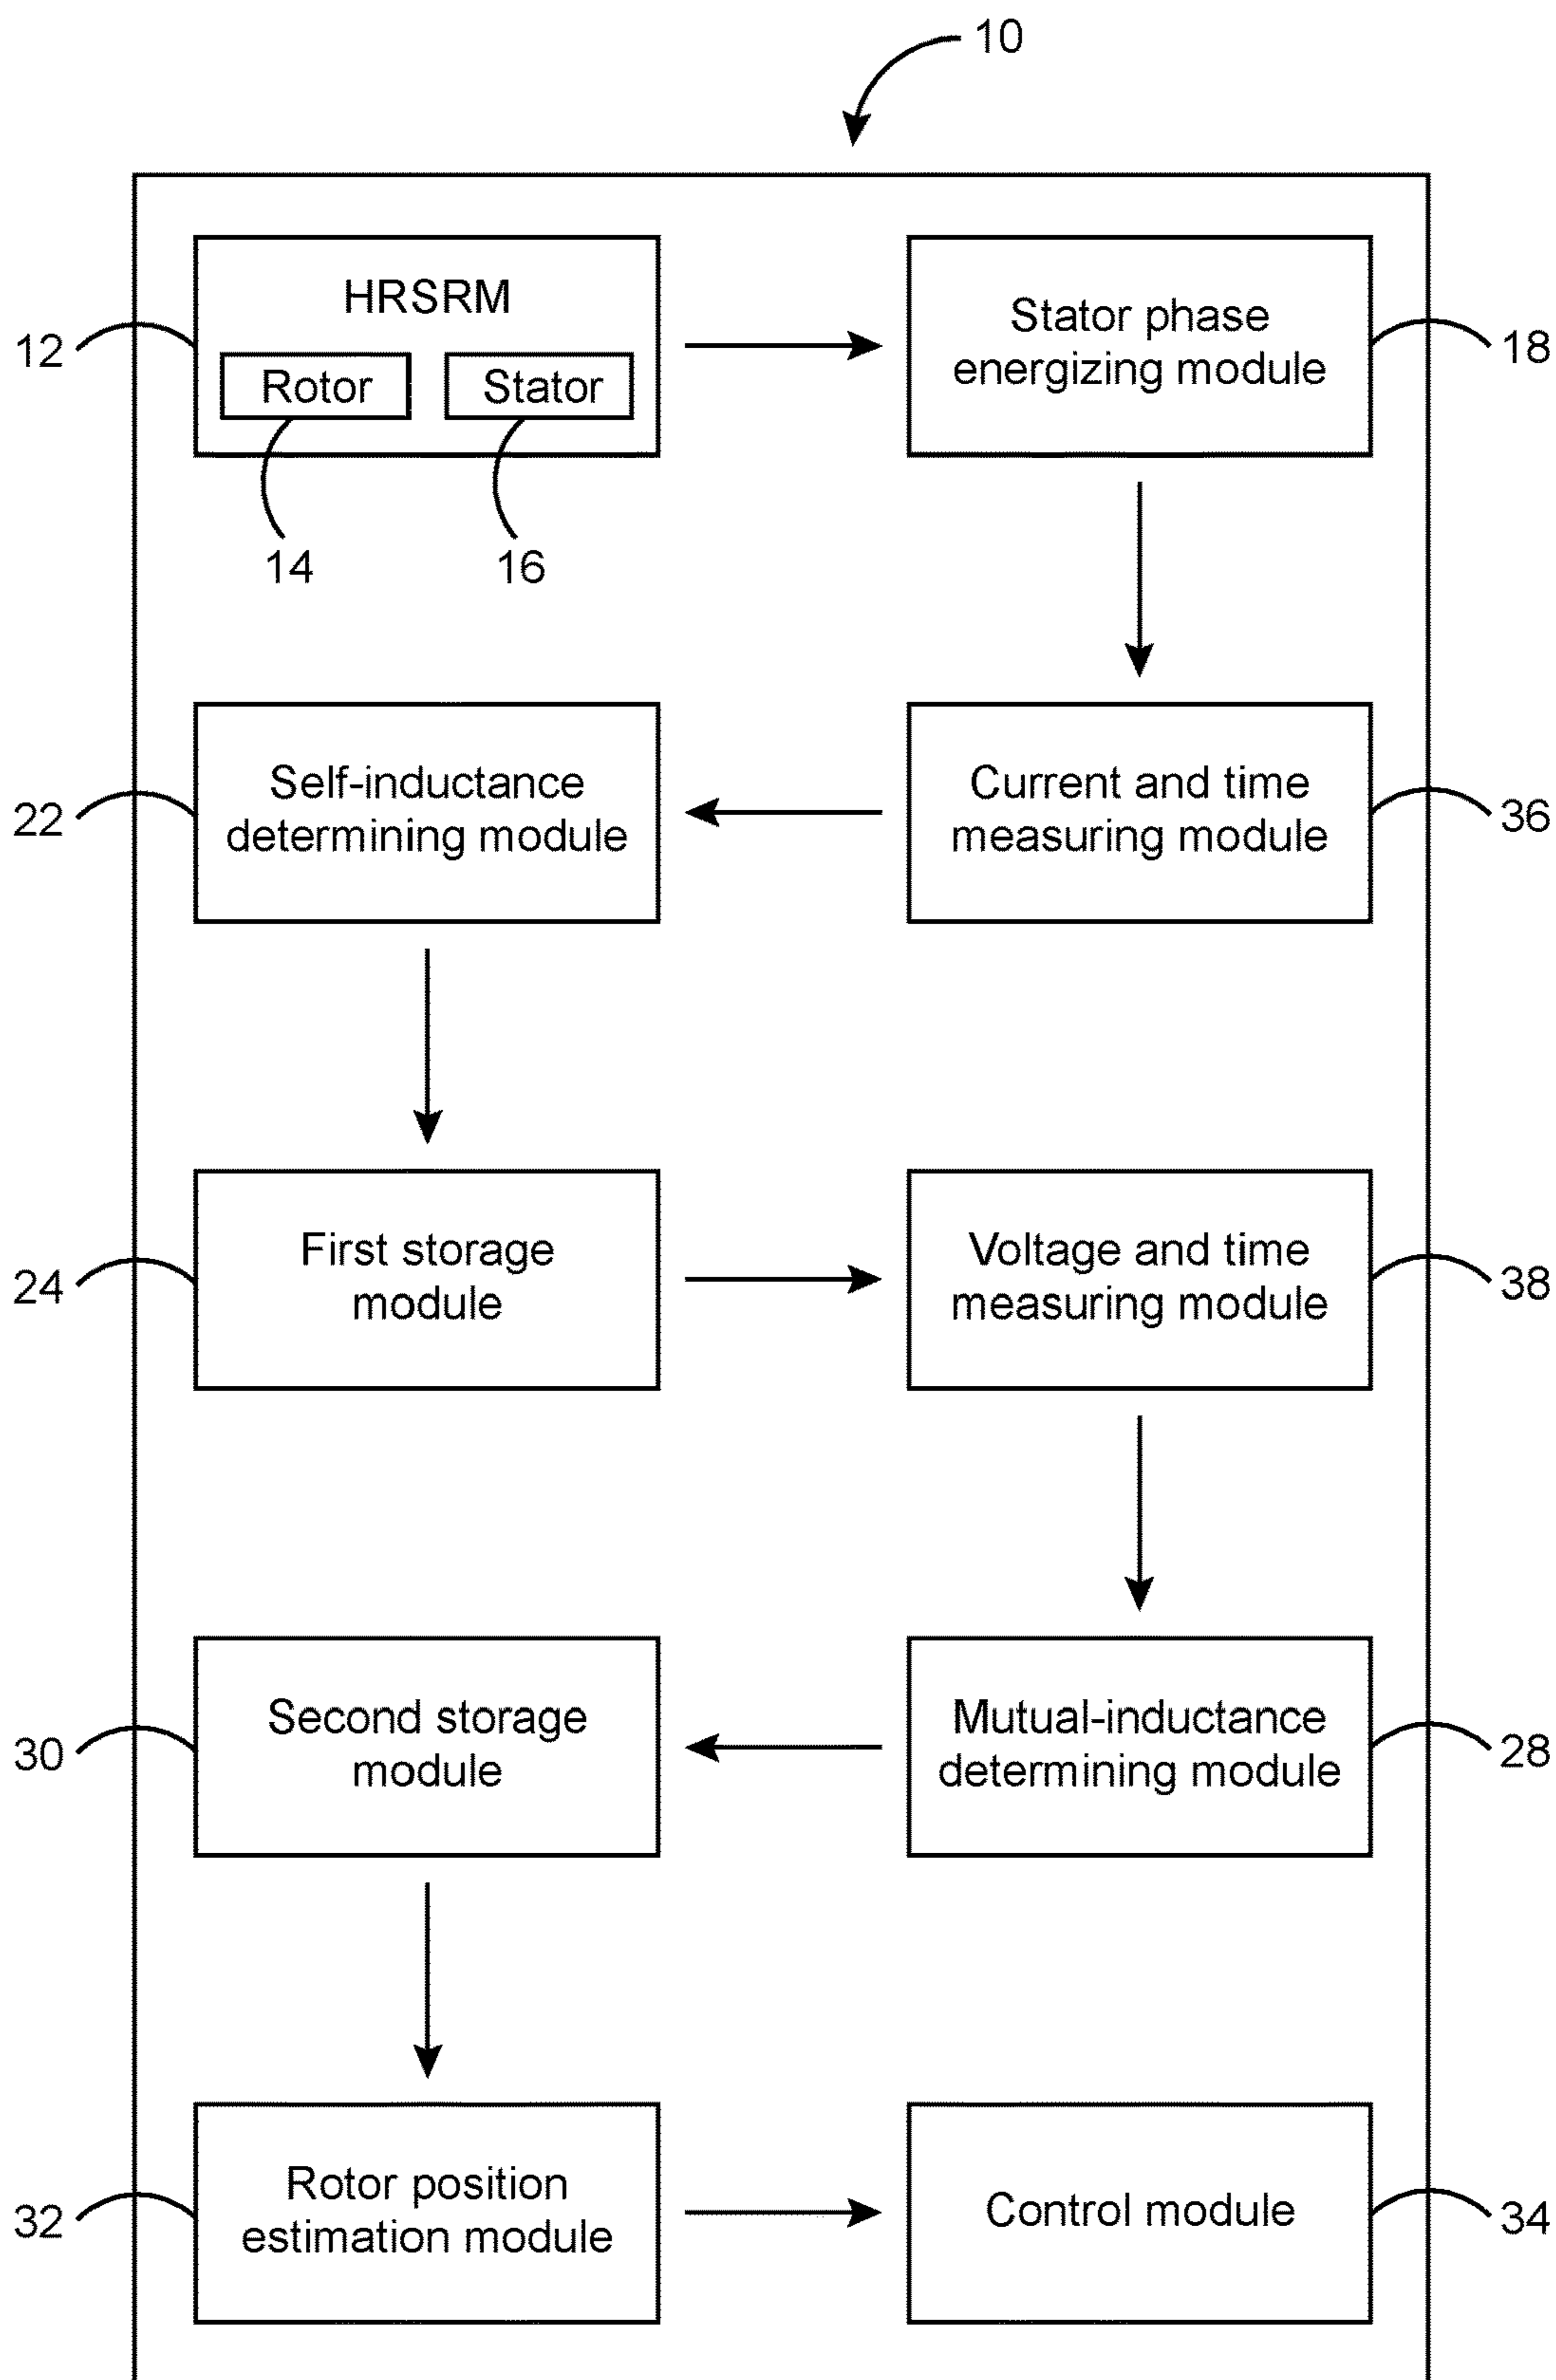 10
HRSRM
Rotor
Stator
12
14
16
Stator phase
energizing module
18
Self-inductance
determining module
22
Current and time
measuring module
36
First storage
module
24
Voltage and time
measuring module
38
Second storage
module
30
Mutual-inductance
determining module
28
Rotor position
estimation module
32
Control module
34